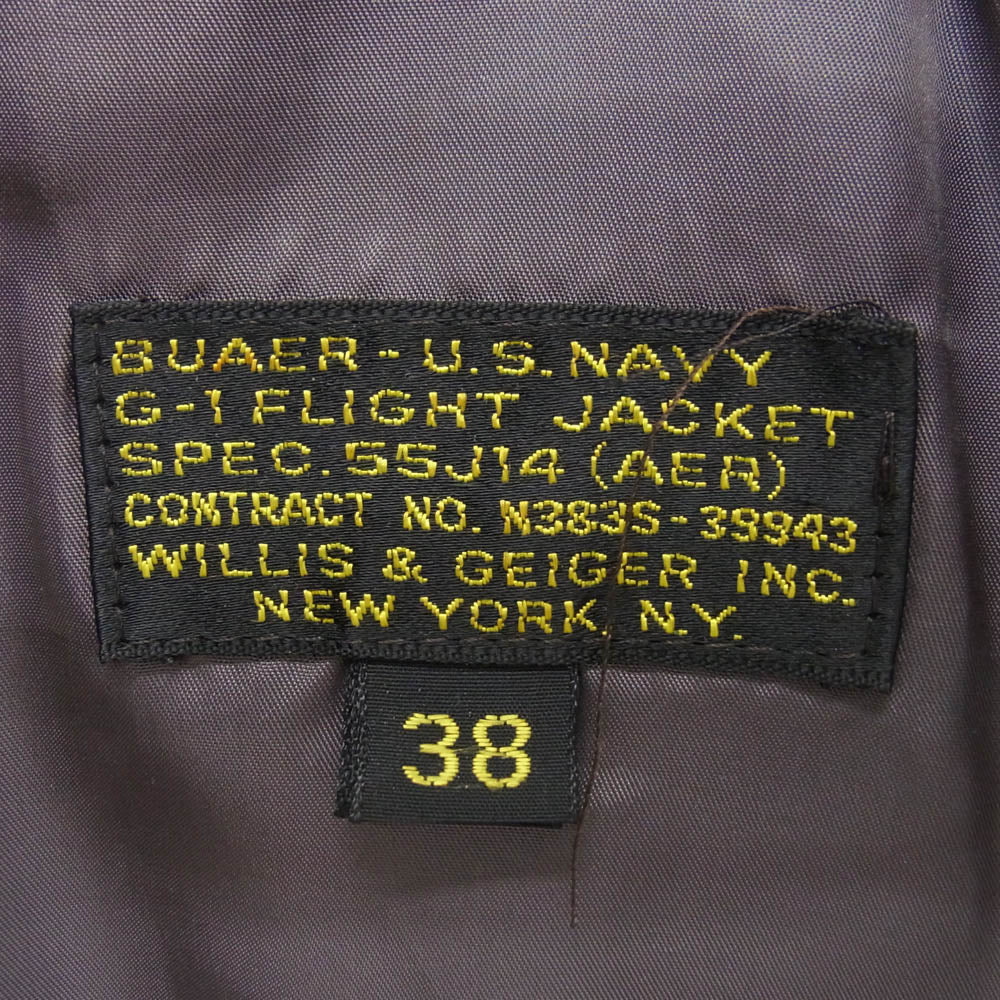 BUAER - U.S. NAVY
G-1 FLIGHT JACKET
SPEC. 55J14 (AER)
CONTRACT NO. N383S-39943
WILLIS & GEIGER INC.
NEW YORK, N.Y.
38